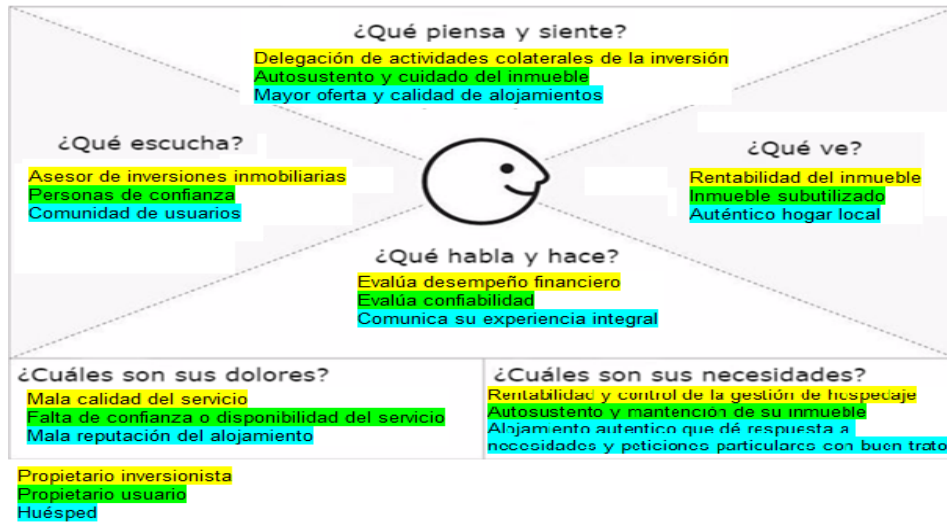 ¿Qué piensa y siente?
Delegación de actividades colaterales de la inversión
Autosustento y cuidado del inmueble
Mayor oferta y calidad de alojamientos
¿Qué escucha?
Asesor de inversiones inmobiliarias
Personas de confianza
Comunidad de usuarios
¿Qué ve?
Rentabilidad del inmueble
Inmueble subutilizado
Auténtico hogar local
¿Qué habla y hace?
Evalúa desempeño financiero
Evalúa confiabilidad
Comunica su experiencia integral
¿Cuáles son sus dolores?
Mala calidad del servicio
Falta de confianza o disponibilidad del servicio
Mala reputación del alojamiento
¿Cuáles son sus necesidades?
Rentabilidad y control de la gestión de hospedaje
Autosustento y mantención de su inmueble
Alojamiento autentico que dé respuesta a
necesidades y peticiones particulares con buen trato
Propietario inversionista
Propietario usuario
Huésped